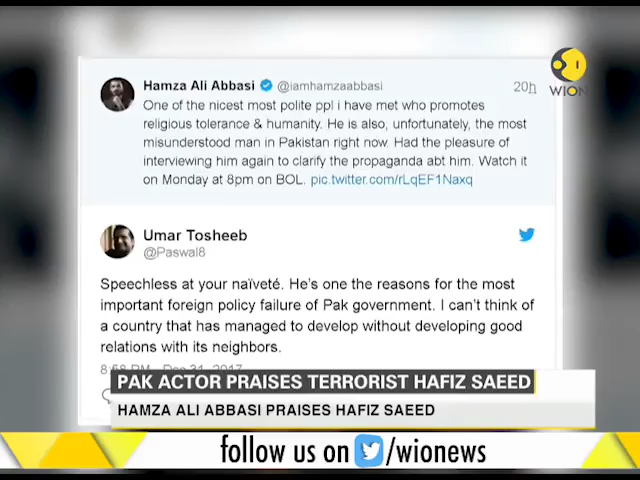 Hamza Ali Abbasi @iamhamzaabbasi 20h
One of the nicest most polite ppl i have met who promotes
religious tolerance & humanity. He is also, unfortunately, the most
misunderstood man in Pakistan right now. Had the pleasure of
interviewing him again to clarify the propaganda abt him. Watch it
on Monday at 8pm on BOL. pic.twitter.com/rLqEF1Naxq
WION
Umar Tosheeb
@Paswal8
Speechless at your naïveté. He's one the reasons for the most
important foreign policy failure of Pak government. I can't think of
a country that has managed to develop without developing good
relations with its neighbors.
8:58 PM - Dec 31, 2017
PAK ACTOR PRAISES TERRORIST HAFIZ SAEED
HAMZA ALI ABBASI PRAISES HAFIZ SAEED
follow us on /wionews